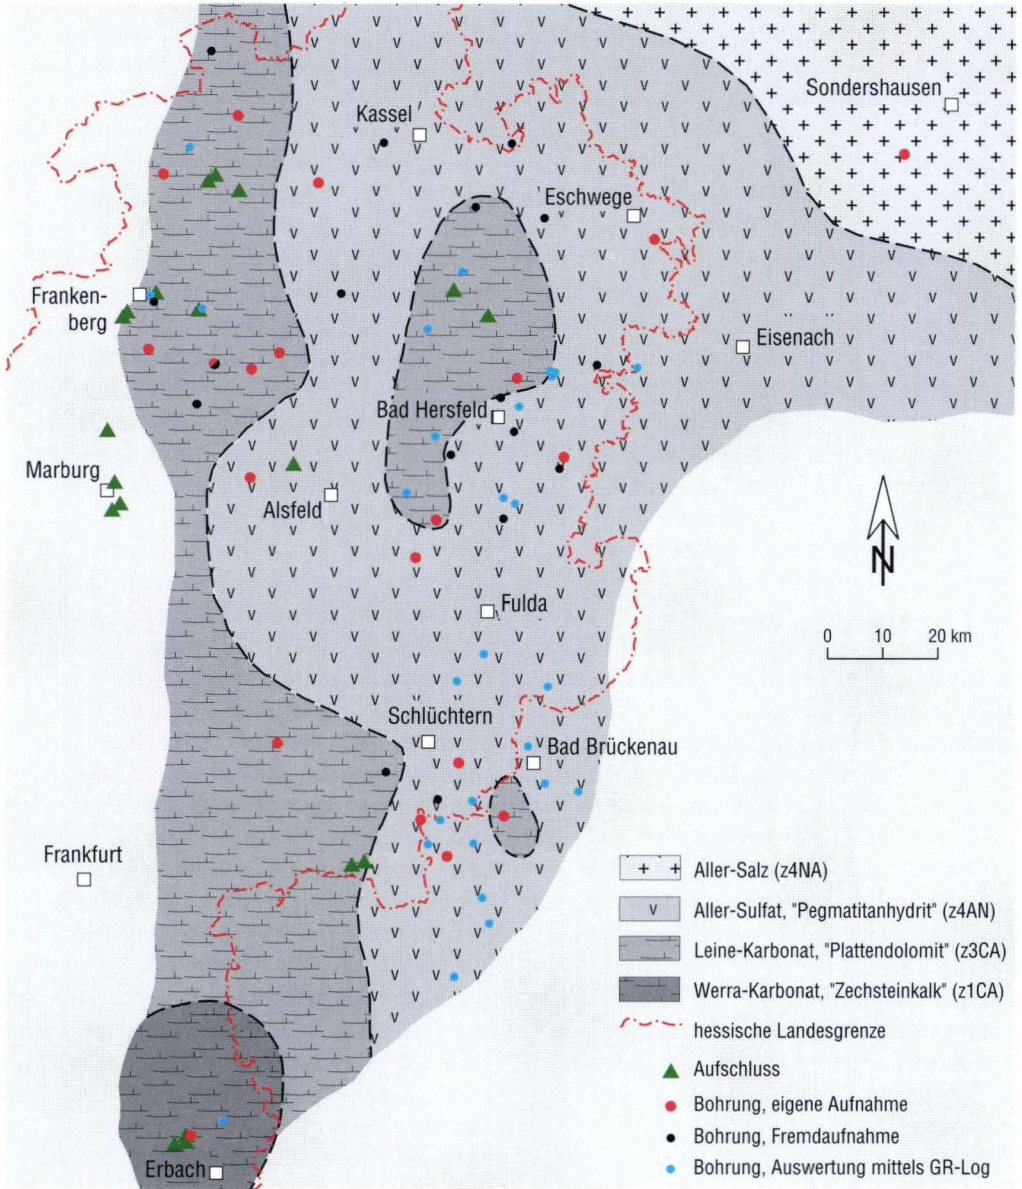 Sondershausen
Kassel
Eschwege
Franken-
berg
Eisenach
Bad Hersfeld
Marburg
Alsfeld
N
Fulda
0 10 20 km
Schlüchtern
Bad Brückenau
Frankfurt
Erbach
+ + Aller-Salz (z4NA)
v Aller-Sulfat, "Pegmatitanhydrit" (z4AN)
Leine-Karbonat, "Plattendolomit" (z3CA)
Werra-Karbonat, "Zechsteinkalk" (z1CA)
hessische Landesgrenze
Aufschluss
Bohrung, eigene Aufnahme
Bohrung, Fremdaufnahme
Bohrung, Auswertung mittels GR-Log